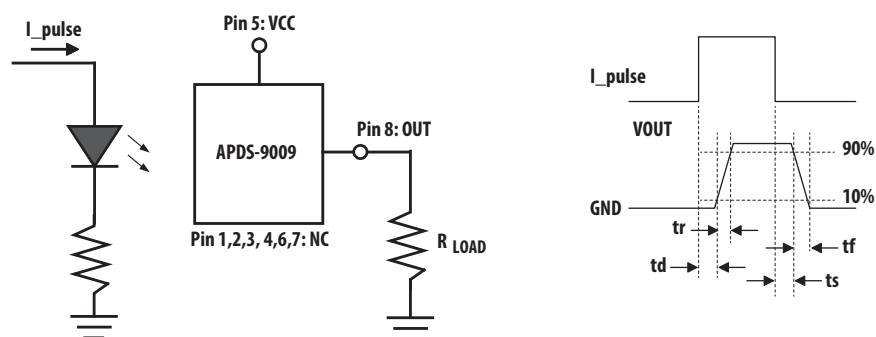 I_pulse
Pin 5: VCC
APDS-9009
Pin 8: OUT
Pin 1,2,3, 4,6,7: NC
R LOAD
I_pulse
VOUT
90%
10%
GND
tr
tf
td
ts